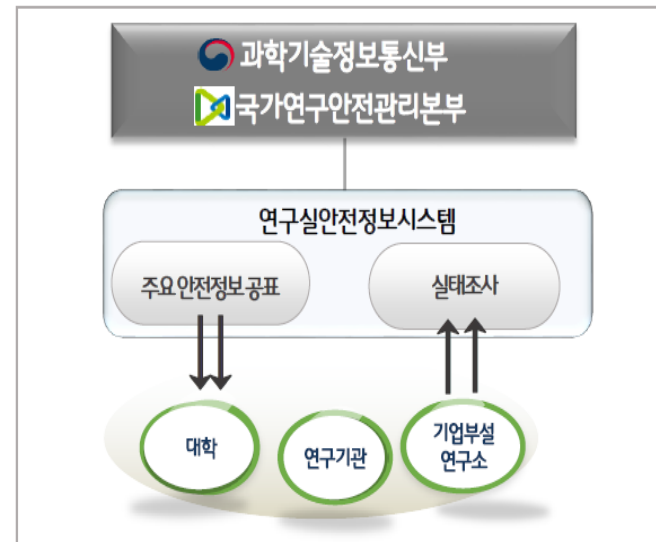 과학기술정보통신부
국가연구안전관리본부
연구실안전정보시스템
주요 안전정보 공표
실태조사
대학
연구기관
기업부설
연구소